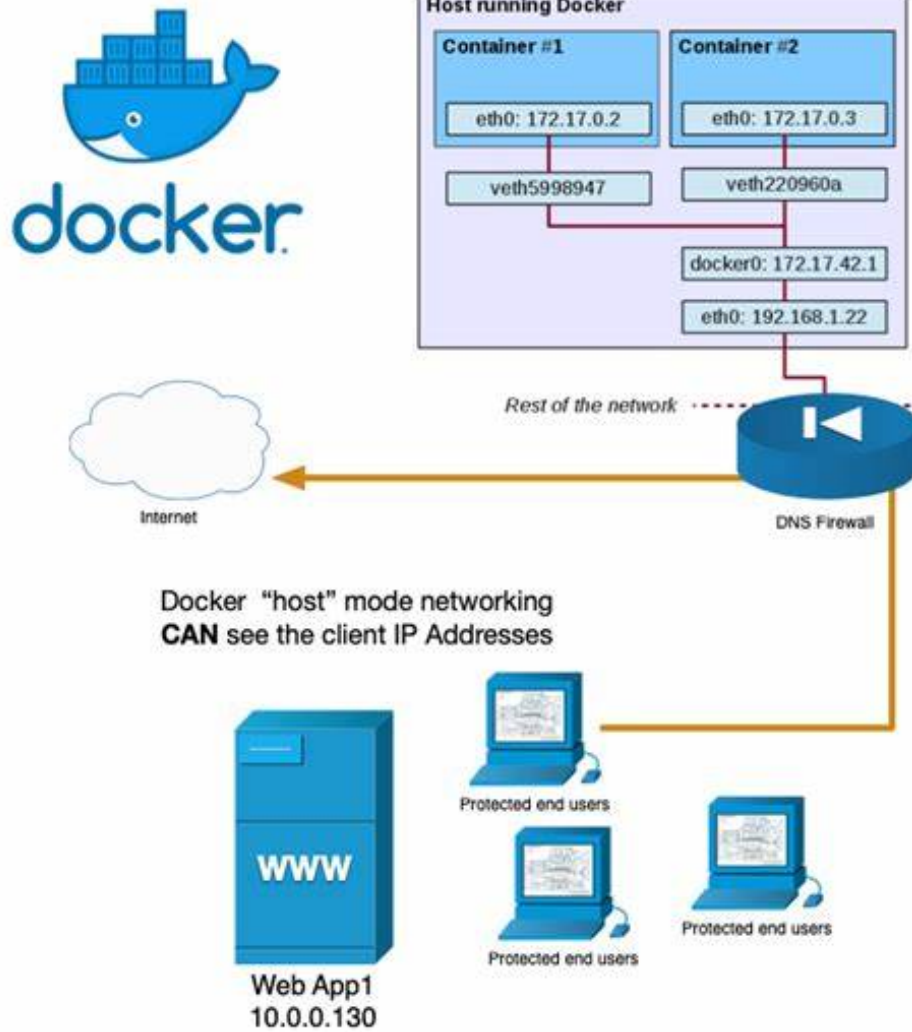 docker
Host running Docker
Container #1
Container #2
eth0: 172.17.0.2
eth0: 172.17.0.3
veth5998947
veth220960a
docker0: 172.17.42.1
eth0: 192.168.1.22
Rest of the network
Internet
DNS Firewall
Docker “host” mode networking
CAN see the client IP Addresses
Protected end users
WWW
Protected end users
Protected end users
Web App1
10.0.0.130